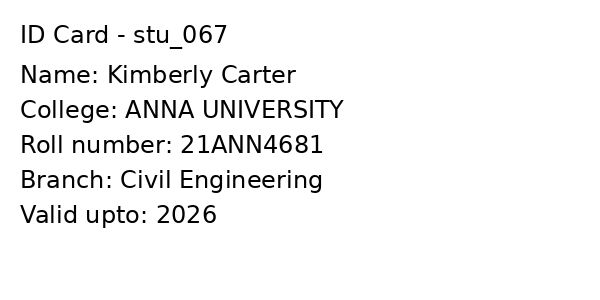 ID Card - stu_067
Name: Kimberly Carter
College: ANNA UNIVERSITY
Roll number: 21ANN4681
Branch: Civil Engineering
Valid upto: 2026